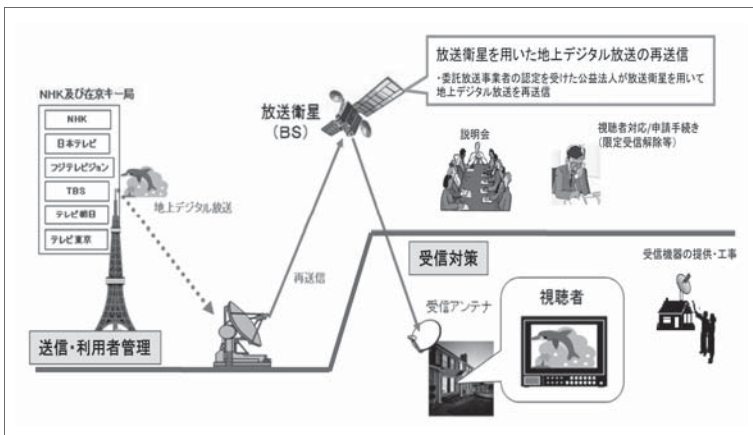 放送衛星を用いた地上デジタル放送の再送信
・委託放送事業者の認定を受けた公益法人が放送衛星を用いて
地上デジタル放送を再送信
NHK及び在京キー局
NHK
日本テレビ
フジテレビジョン
TBS
テレビ朝日
テレビ東京
放送衛星
(BS)
説明会
視聴者対応/申請手続き
(限定受信解除等)
地上デジタル放送
再送信
受信対策
受信機器の提供・工事
受信アンテナ
視聴者
送信・利用者管理